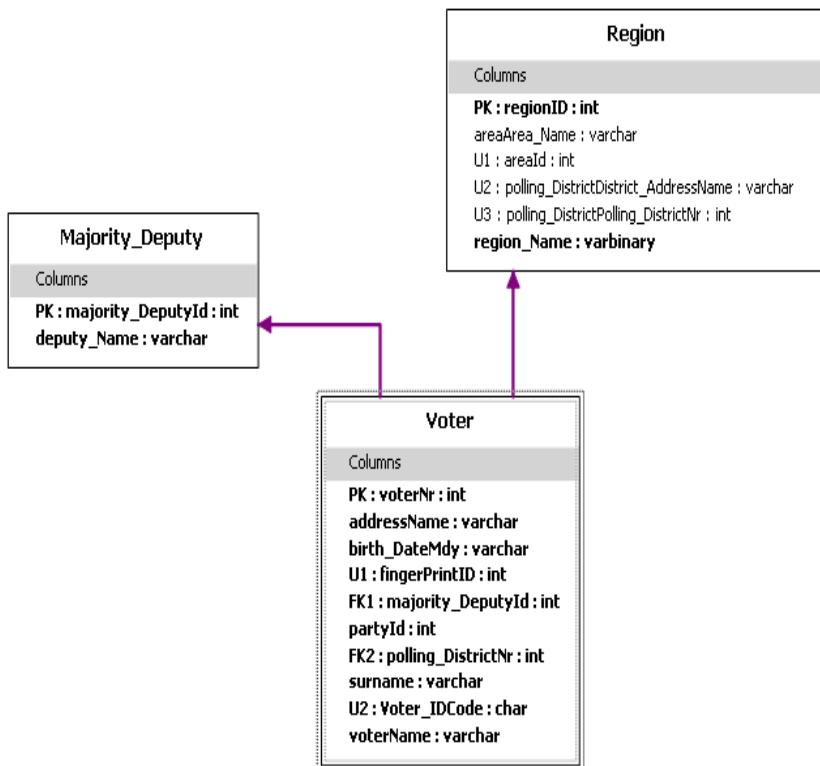 Region
Columns
PK : regionID : int
areaArea_Name : varchar
U1 : areaId : int
U2 : polling_DistrictDistrict_AddressName : varchar
U3 : polling_DistrictPolling_DistrictNr : int
region_Name : varbinary
Majority_Deputy
Columns
PK : majority_DeputyId : int
deputy_Name : varchar
Voter
Columns
PK : voterNr : int
addressName : varchar
birth_DateMdy : varchar
U1 : fingerPrintID : int
FK1 : majority_DeputyId : int
partyId : int
FK2 : polling_DistrictNr : int
surname : varchar
U2 : Voter_IDCode : char
voterName : varchar